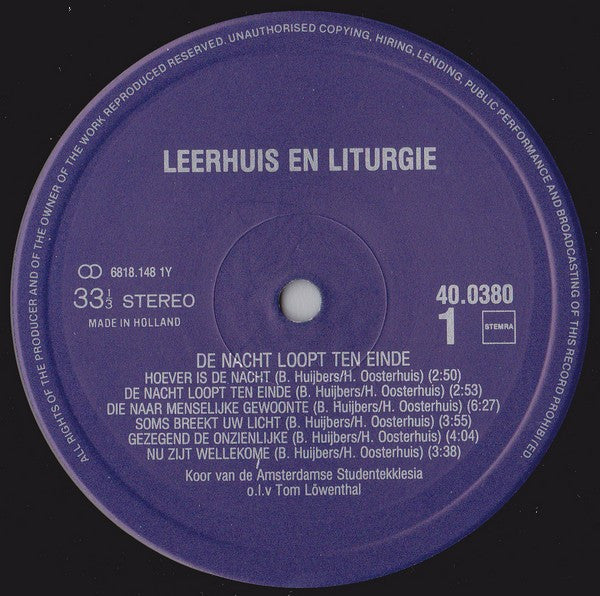 ALL RIGHTS OF THE PRODUCER AND OF THE OWNER OF THE WORK REPRODUCED RESERVED. UNAUTHORISED COPYING, HIRING, LENDING, PUBLIC PERFORMANCE AND BROADCASTING OF THIS RECORD PROHIBITED.
LEERHUIS EN LITURGIE
6818.148 1Y
33 1/3 STEREO
MADE IN HOLLAND
40.0380
1 STEMRA
DE NACHT LOOPT TEN EINDE
HOEVER IS DE NACHT (B. Huijbers/H. Oosterhuis) (2:50)
DE NACHT LOOPT TEN EINDE (B. Huijbers/H. Oosterhuis) (2:53)
DIE NAAR MENSELIJKE GEWOONTE (B. Huijbers/H. Oosterhuis) (6:27)
SOMS BREEKT UW LICHT (B. Huijbers/H. Oosterhuis) (3:55)
GEZEGEND DE ONZIENLIJKE (B. Huijbers/H. Oosterhuis) (4:04)
NU ZIJT WELLEKOME (B. Huijbers/H. Oosterhuis) (3:38)
Koor van de Amsterdamse Studentekklesia
o.l.v Tom Löwenthal